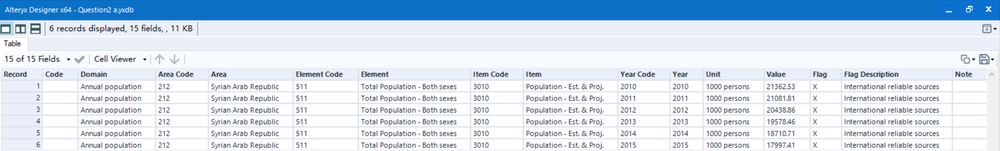 Alteryx Designer x64 - Question2 a.yxdb
6 records displayed, 15 fields, , 11 KB
Table
15 of 15 Fields Cell Viewer
Record Code Domain Area Code Area Element Code Element Item Code Item Year Code Year Unit Value Flag Flag Description Note
1 Annual population 212 Syrian Arab Republic 511 Total Population - Both sexes 3010 Population - Est. & Proj. 2010 2010 1000 persons 21362.53 X International reliable sources
2 Annual population 212 Syrian Arab Republic 511 Total Population - Both sexes 3010 Population - Est. & Proj. 2011 2011 1000 persons 21081.81 X International reliable sources
3 Annual population 212 Syrian Arab Republic 511 Total Population - Both sexes 3010 Population - Est. & Proj. 2012 2012 1000 persons 20438.86 X International reliable sources
4 Annual population 212 Syrian Arab Republic 511 Total Population - Both sexes 3010 Population - Est. & Proj. 2013 2013 1000 persons 19578.46 X International reliable sources
5 Annual population 212 Syrian Arab Republic 511 Total Population - Both sexes 3010 Population - Est. & Proj. 2014 2014 1000 persons 18710.71 X International reliable sources
6 Annual population 212 Syrian Arab Republic 511 Total Population - Both sexes 3010 Population - Est. & Proj. 2015 2015 1000 persons 17997.41 X International reliable sources